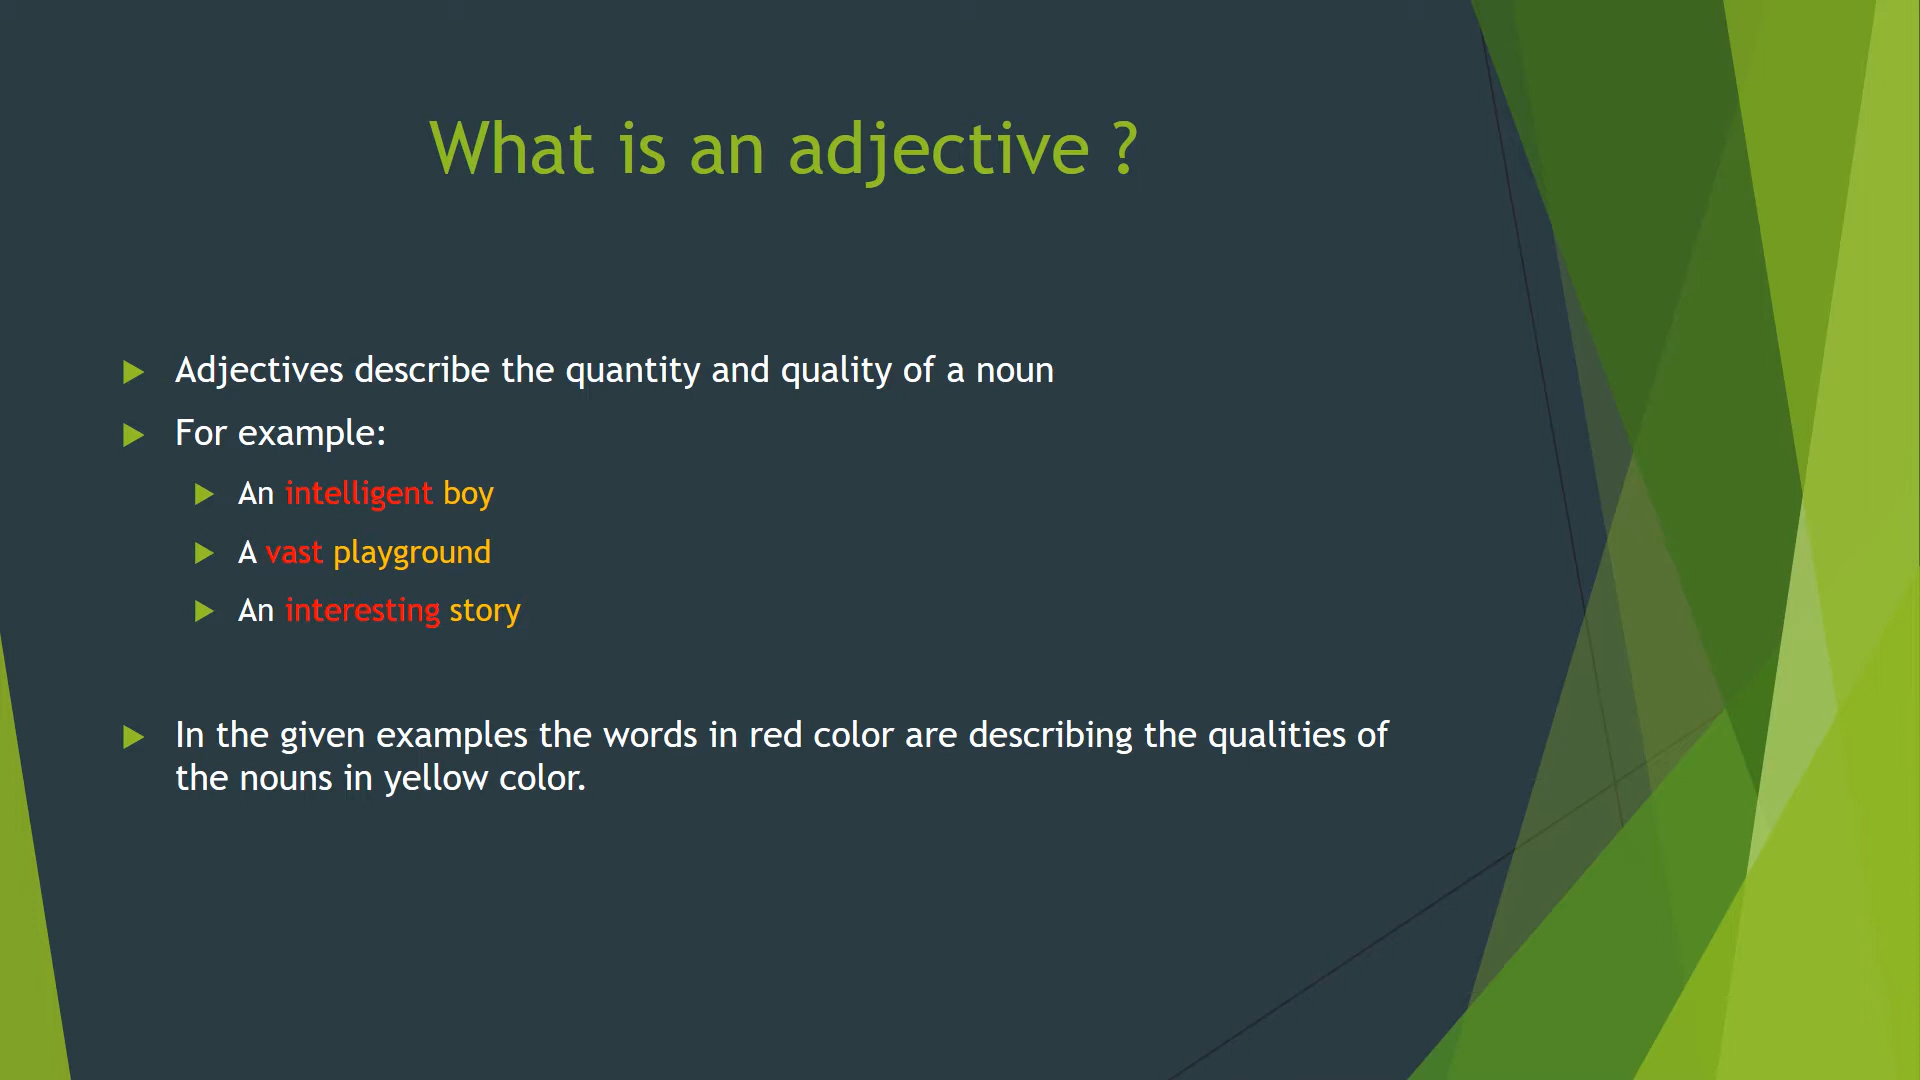 What is an adjective ?
Adjectives describe the quantity and quality of a noun
For example:
An intelligent boy
A vast playground
An interesting story
In the given examples the words in red color are describing the qualities of
the nouns in yellow color.